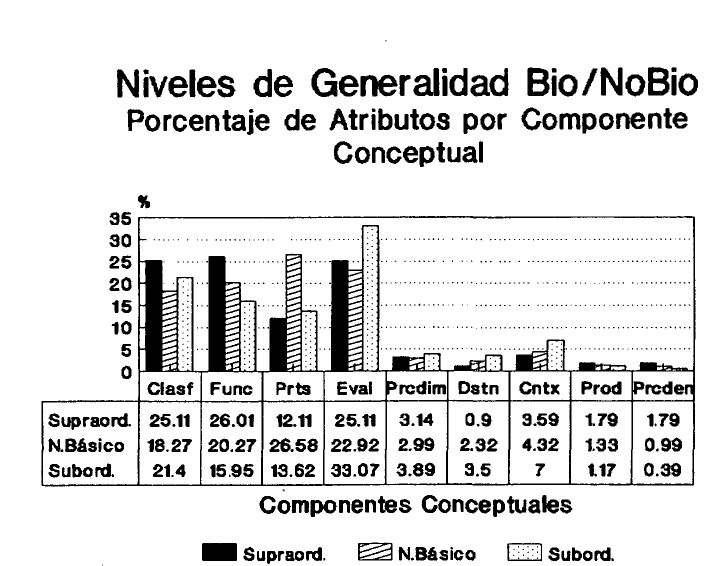 Niveles de Generalidad Bio/NoBio
Porcentaje de Atributos por Componente
Conceptual
%
35
30
25
20
15
10
5
0
Clasf Func Prts Eval Prcdim Dstn Cntx Prod Prcden
Supraord. 25.11 26.01 12.11 25.11 3.14 0.9 3.59 1.79 1.79
N.Básico 18.27 20.27 26.58 22.92 2.99 2.32 4.32 1.33 0.99
Subord. 21.4 15.95 13.62 33.07 3.89 3.5 7 1.17 0.39
Componentes Conceptuales
Supraord. N.Básico Subord.